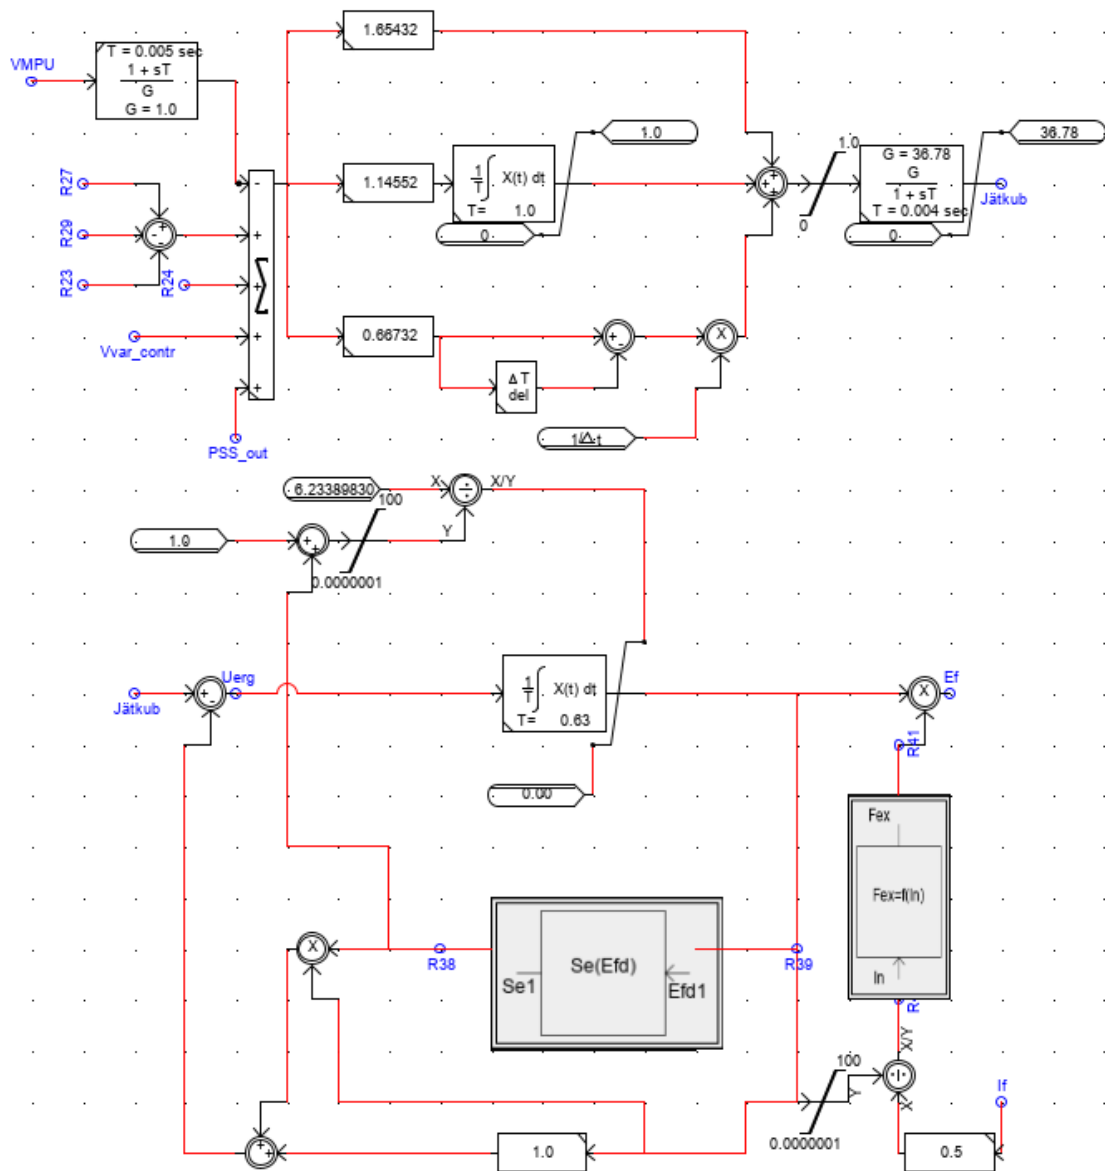 1.65432
T = 0.005 sec
1 + sT
G
G = 1.0
VMPU
1.0
36.78
1.0
G = 36.78
G
1 + sT
T = 0.004 sec
Jätkub
0
0
1.14552
1
T
X(t) dt
T= 1.0
0
R27
R29
R23
R24
-
+
-
-
-
+
+
+
+
Σ
+
+
+
Vvar_contr
PSS_out
0.66732
+
-
X
Δ T
del
1/Δ t
6.23389830
X
÷
X/Y
Y
100
1.0
+
+
0.0000001
Jätkub
+
-
Uerg
1
T
X(t) dt
T= 0.63
0.00
X
Ef
R41
Fex
Fex=f(In)
In
X
R38
Se1
Se(Efd)
Efd1
R39
R4
X/Y
÷
Y
X
100
0.0000001
If
+
+
1.0
0.5